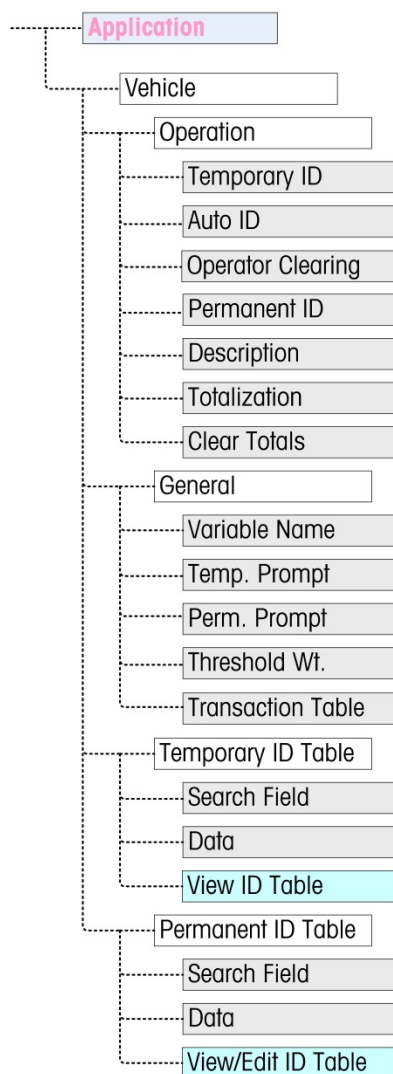 Application
Vehicle
Operation
Temporary ID
Auto ID
Operator Clearing
Permanent ID
Description
Totalization
Clear Totals
General
Variable Name
Temp. Prompt
Perm. Prompt
Threshold Wt.
Transaction Table
Temporary ID Table
Search Field
Data
View ID Table
Permanent ID Table
Search Field
Data
View/Edit ID Table